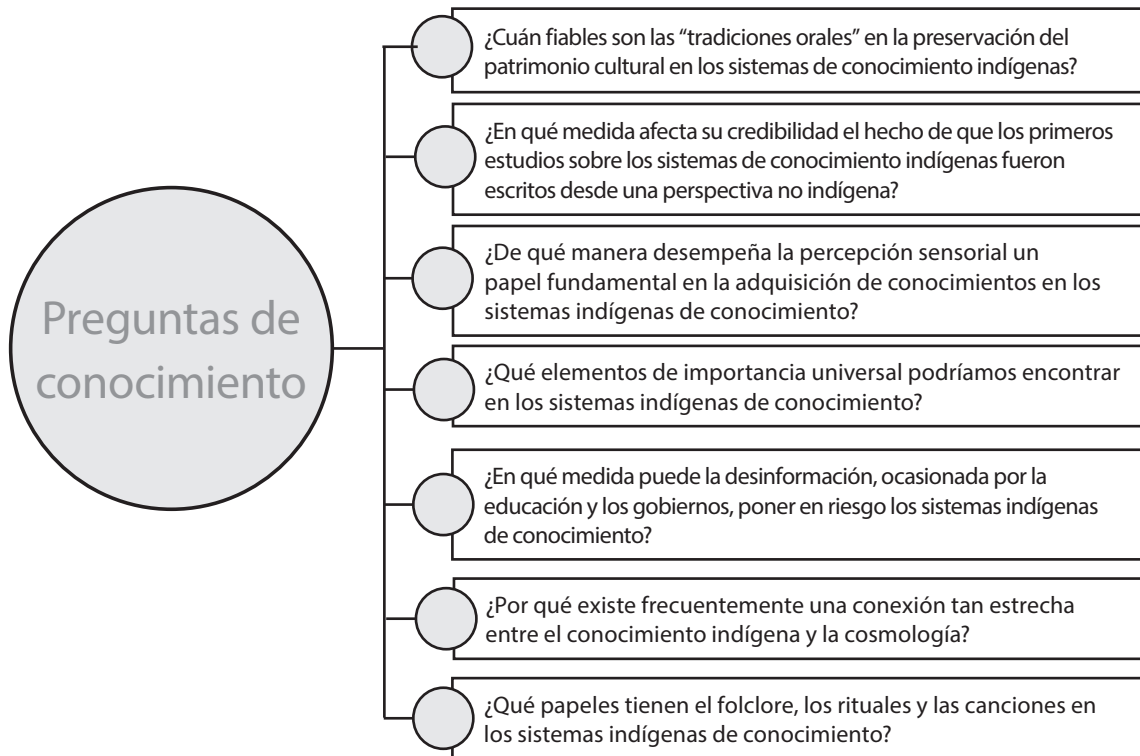 Preguntas de
conocimiento
¿Cuán fiables son las “tradiciones orales” en la preservación del
patrimonio cultural en los sistemas de conocimiento indígenas?
¿En qué medida afecta su credibilidad el hecho de que los primeros
estudios sobre los sistemas de conocimiento indígenas fueron
escritos desde una perspectiva no indígena?
¿De qué manera desempeña la percepción sensorial un
papel fundamental en la adquisición de conocimientos en los
sistemas indígenas de conocimiento?
¿Qué elementos de importancia universal podríamos encontrar
en los sistemas indígenas de conocimiento?
¿En qué medida puede la desinformación, ocasionada por la
educación y los gobiernos, poner en riesgo los sistemas indígenas
de conocimiento?
¿Por qué existe frecuentemente una conexión tan estrecha
entre el conocimiento indígena y la cosmología?
¿Qué papeles tienen el folclore, los rituales y las canciones en
los sistemas indígenas de conocimiento?